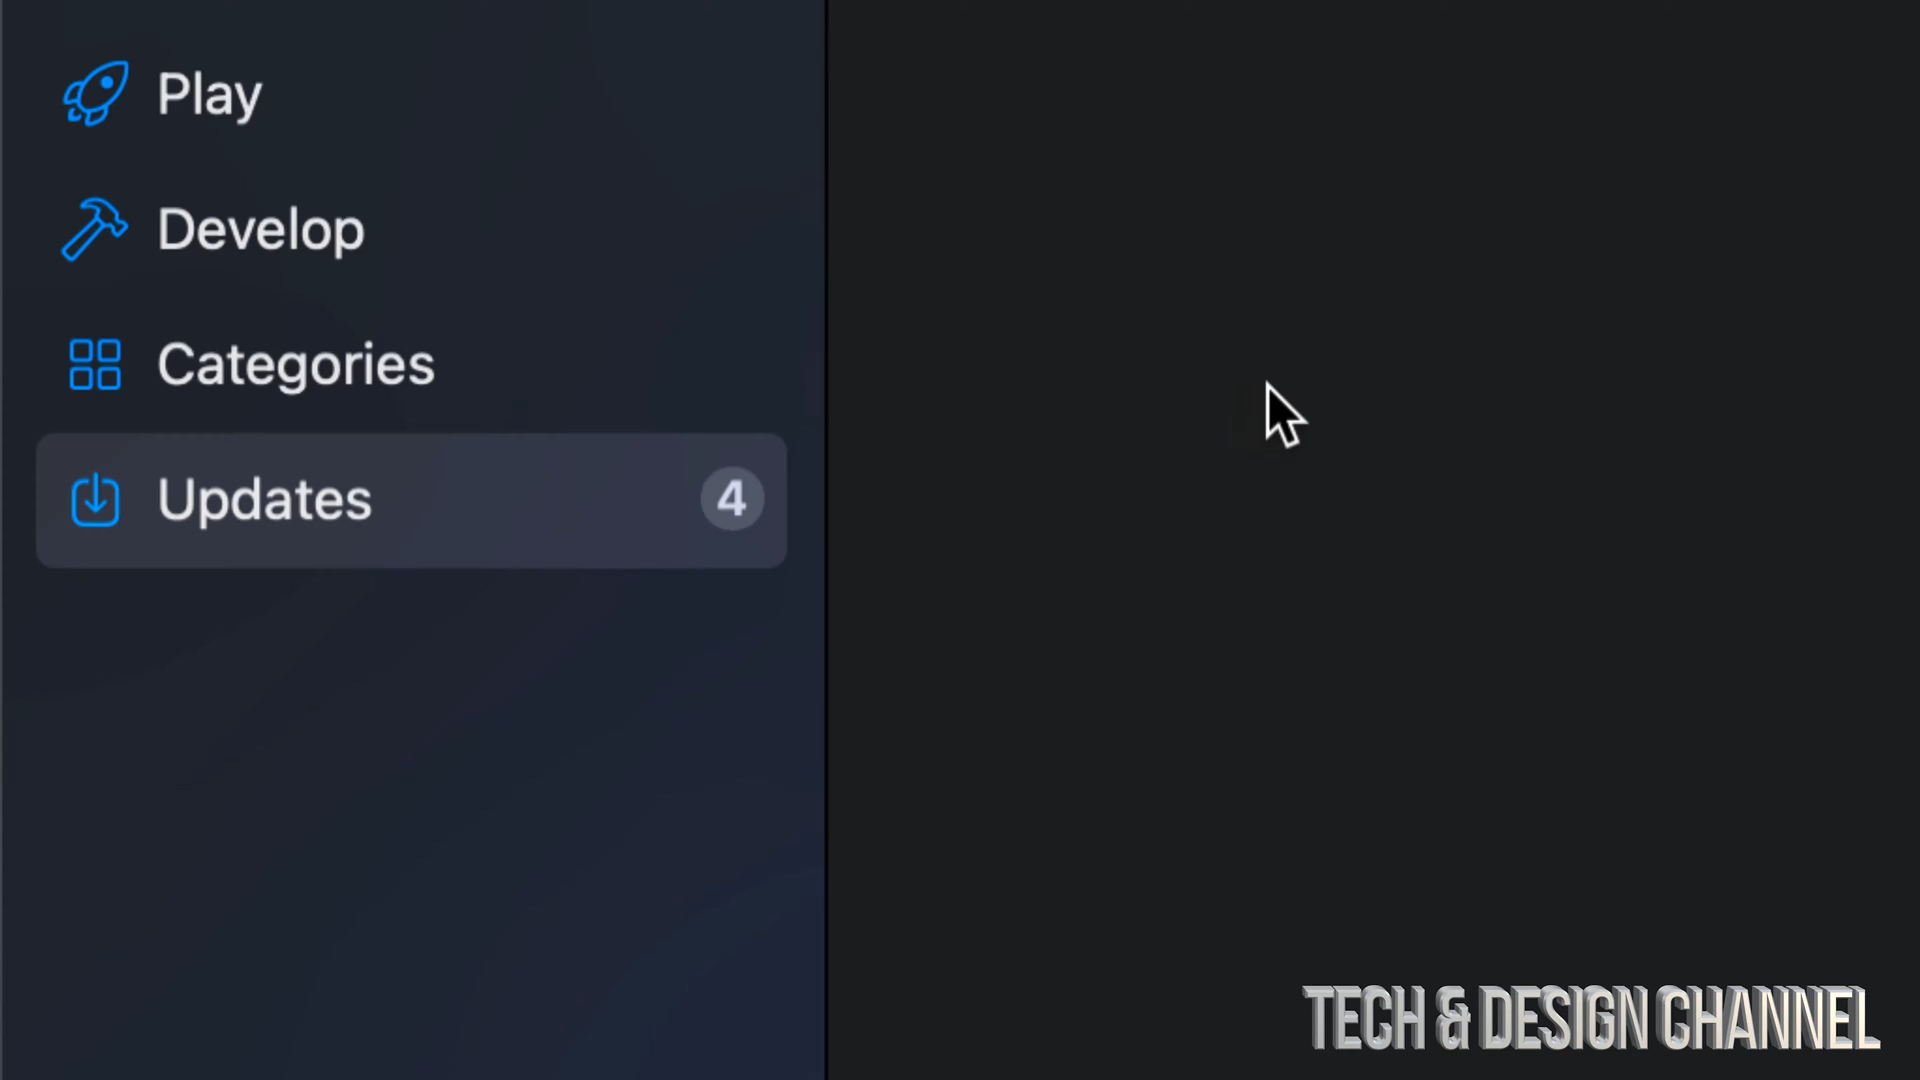 Play
Develop
Categories
Updates 4
TECH & DESIGN CHANNEL